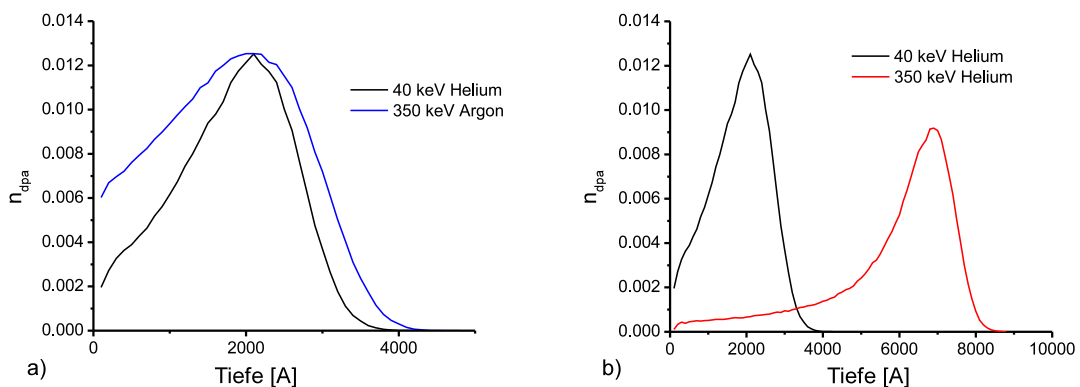 0.014
0.012
0.010
0.008
0.006
0.004
0.002
0.000
n_dpa
40 keV Helium
350 keV Argon
0 2000 4000
Tiefe [A]
a)
0.014
0.012
0.010
0.008
0.006
0.004
0.002
0.000
n_dpa
40 keV Helium
350 keV Helium
0 2000 4000 6000 8000 10000
Tiefe [A]
b)